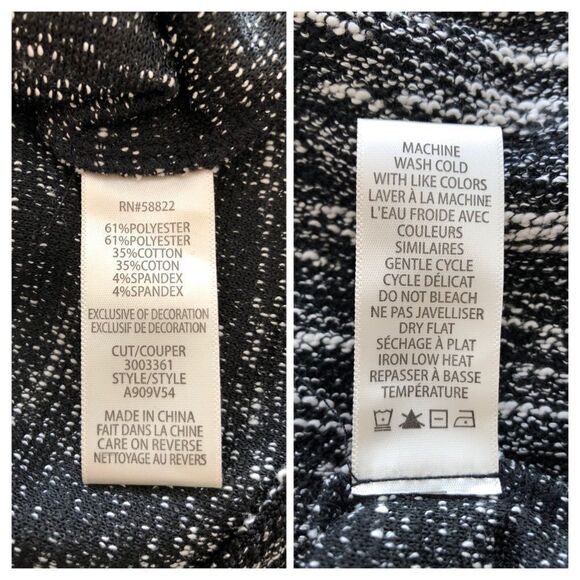 RN#58822
61%POLYESTER
61%POLYESTER
35%COTTON
35%COTON
4%SPANDEX
4%SPANDEX
EXCLUSIVE OF DECORATION
EXCLUSIF DE DECORATION
CUT/COUPER
3003361
STYLE/STYLE
A909V54
MADE IN CHINA
FAIT DANS LA CHINE
CARE ON REVERSE
NETTOYAGE AU REVERS
MACHINE
WASH COLD
WITH LIKE COLORS
LAVER À LA MACHINE
L'EAU FROIDE AVEC
COULEURS
SIMILAIRES
GENTLE CYCLE
CYCLE DÉLICAT
DO NOT BLEACH
NE PAS JAVELLISER
DRY FLAT
SÉCHAGE À PLAT
IRON LOW HEAT
REPASSER À BASSE
TEMPÉRATURE